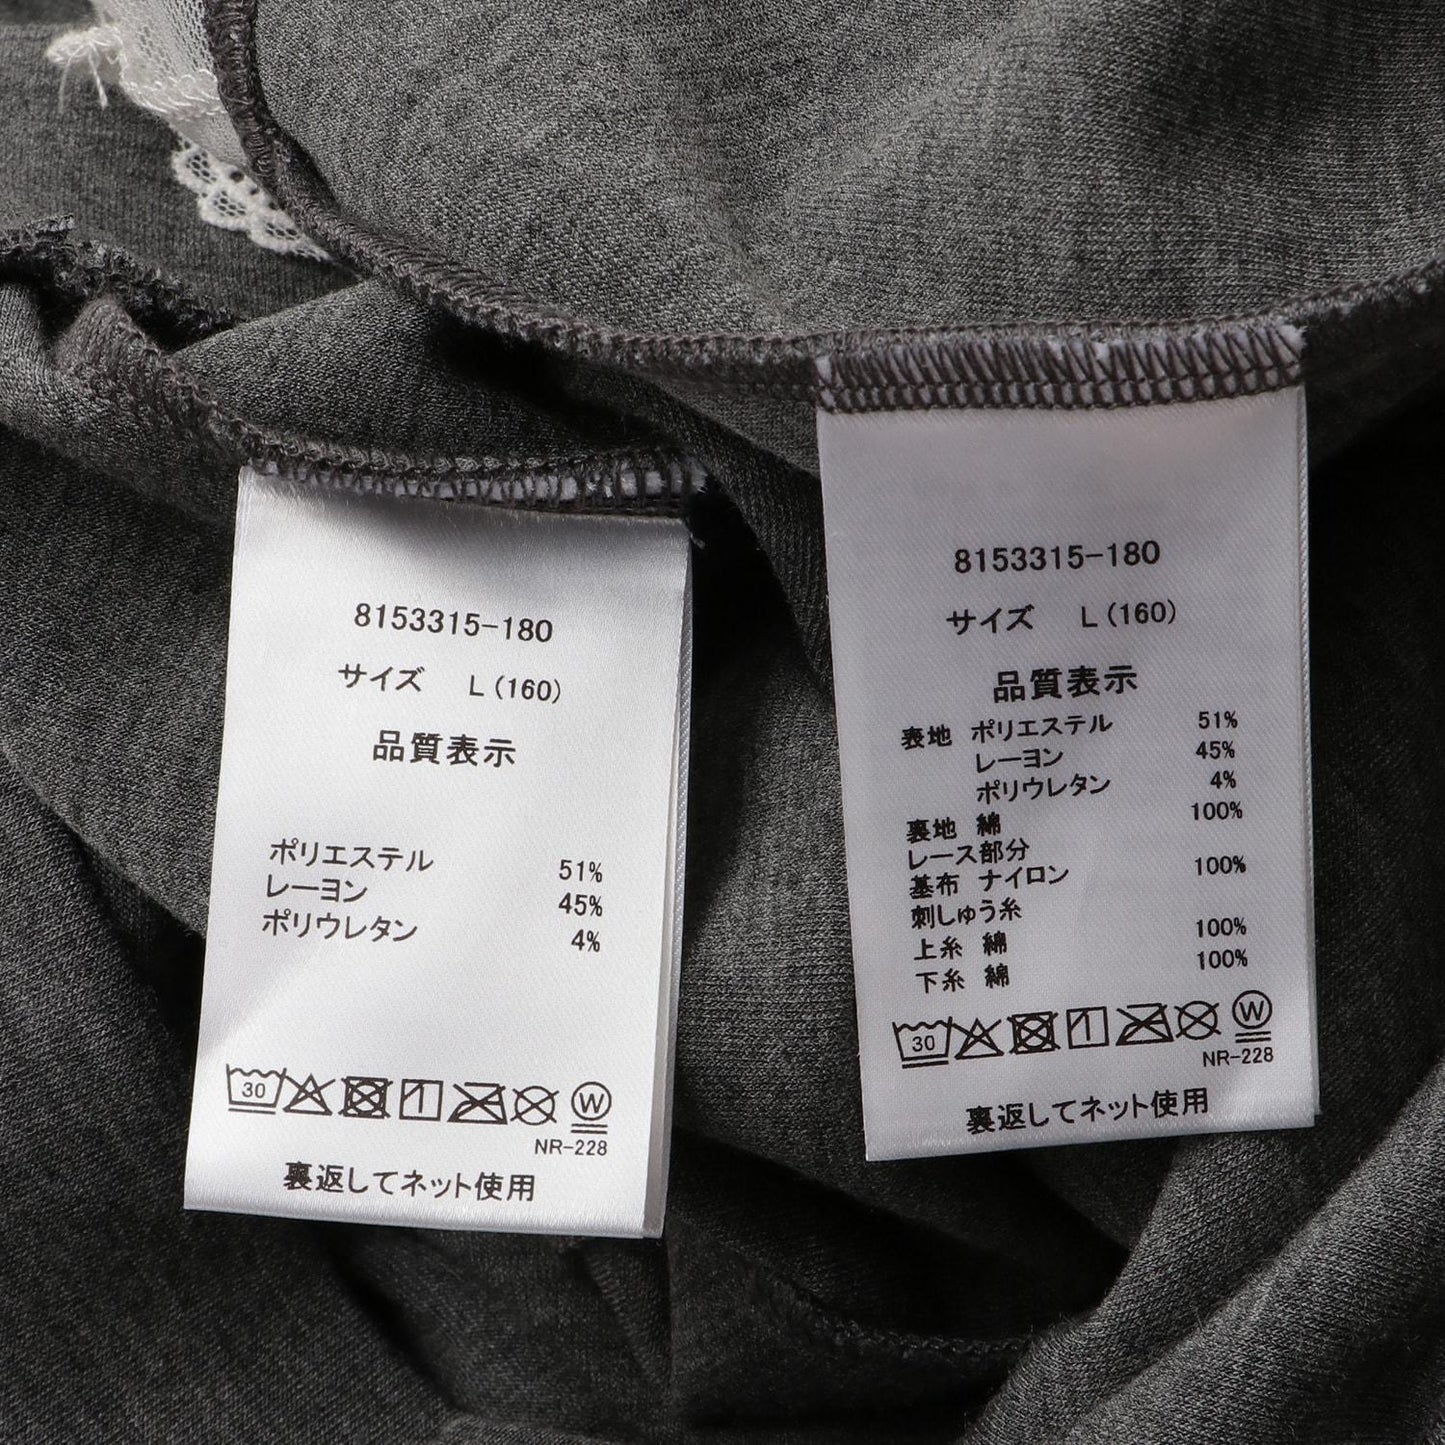 8153315-180
サイズ L(160)
品質表示
ポリエステル 51%
レーヨン 45%
ポリウレタン 4%
30
W
NR-228
裏返してネット使用
8153315-180
サイズ L(160)
品質表示
表地 ポリエステル 51%
レーヨン 45%
ポリウレタン 4%
裏地 綿 100%
レース部分
基布 ナイロン 100%
刺しゅう糸
上糸 綿 100%
下糸 綿 100%
30
W
NR-228
裏返してネット使用